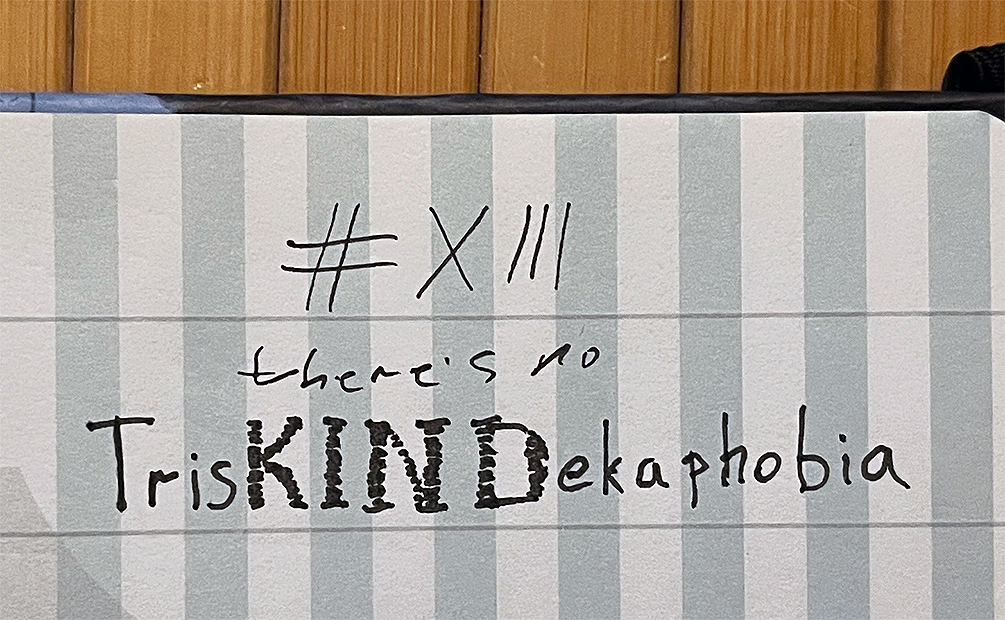 # XIII
there's no
TrisKINDekaphobia